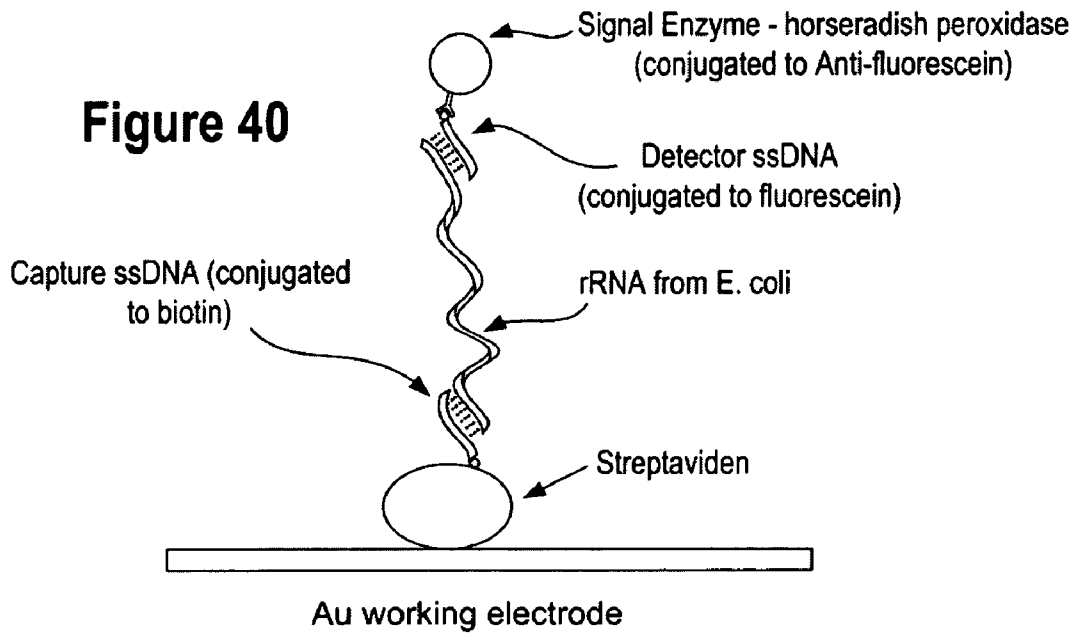 Signal Enzyme - horseradish peroxidase
(conjugated to Anti-fluorescein)
Figure 40
Detector ssDNA
(conjugated to fluorescein)
Capture ssDNA (conjugated
to biotin)
rRNA from E. coli
Streptaviden
Au working electrode